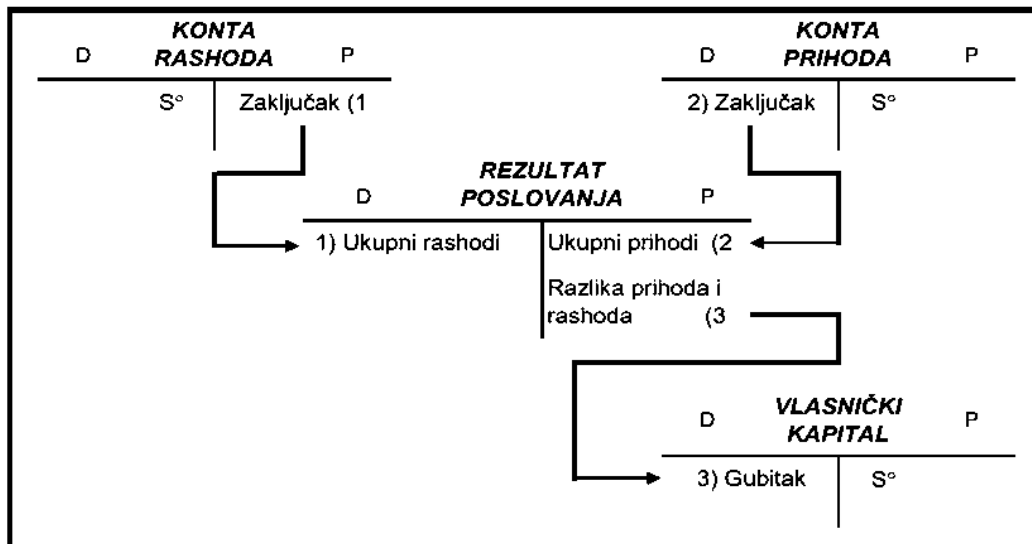 KONTA
D RASHODA P
S° Zaključak (1
KONTA
D PRIHODA P
2) Zaključak S°
REZULTAT
D POSLOVANJA P
1) Ukupni rashodi Ukupni prihodi (2
Razlika prihoda i
rashoda (3
VLASNIČKI
D KAPITAL P
3) Gubitak S°